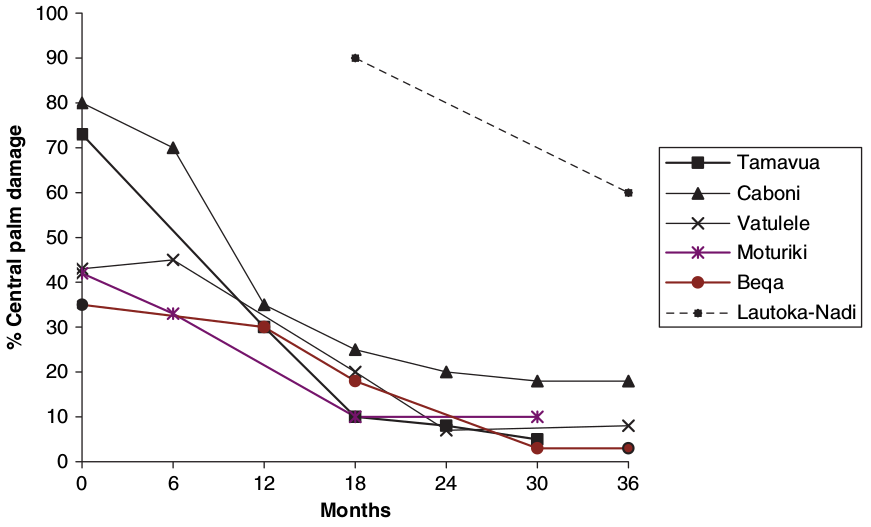 % Central palm damage
100
90
80
70
60
50
40
30
20
10
0
0 6 12 18 24 30 36
Months
Tamavua
Caboni
Vatulele
Moturiki
Beqa
Lautoka-Nadi